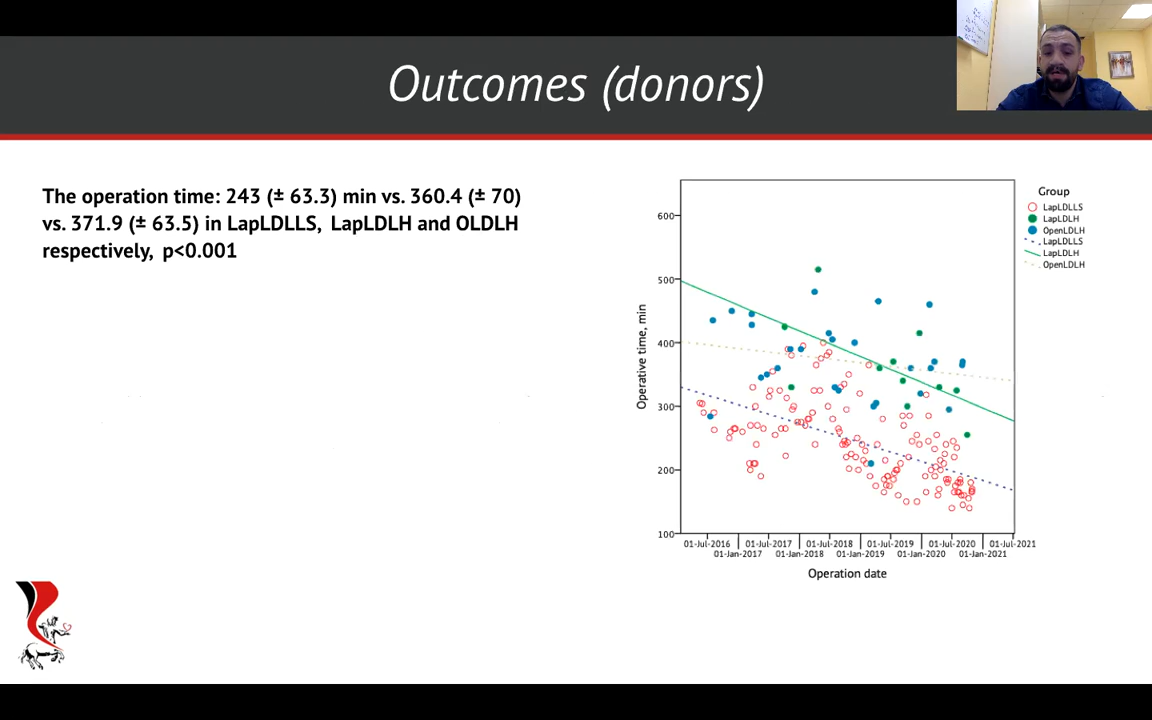 Outcomes (donors)
The operation time: 243 (± 63.3) min vs. 360.4 (± 70)
vs. 371.9 (± 63.5) in LapLDLLS, LapLDLH and OLDLH
respectively, p<0.001
Group
LapLDLLS
LapLDLH
OpenLDLH
LapLDLLS
LapLDLH
OpenLDLH
Operative time, min
600
500
400
300
200
100
01-Jul-2016
01-Jan-2017
01-Jul-2017
01-Jan-2018
01-Jul-2018
01-Jan-2019
01-Jul-2019
01-Jan-2020
01-Jul-2020
01-Jan-2021
01-Jul-2021
Operation date